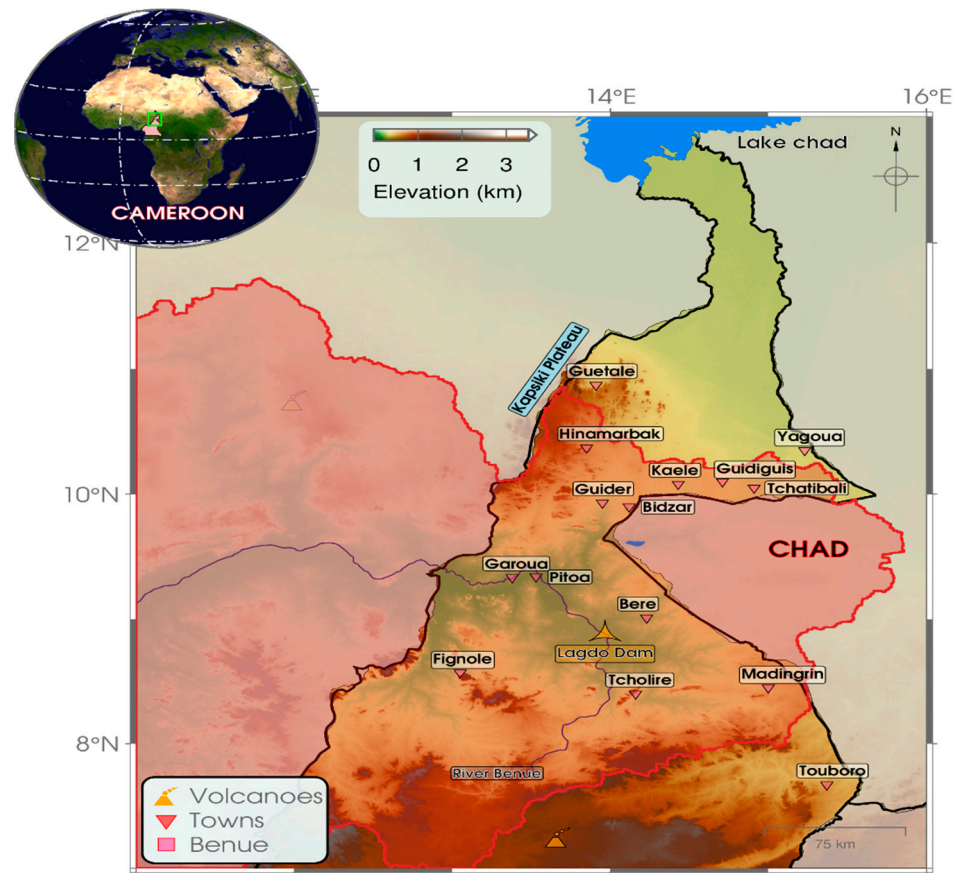 CAMEROON
14°E
16°E
0 1 2 3
Elevation (km)
Lake chad
N
12°N
Kapsiki Plateau
Guetale
Hinamarbak
Yagoua
Kaele
Guidiguis
10°N
Guider
Tchatibali
Bidzar
CHAD
Garoua
Pitoa
Bere
Lagdo Dam
Fignole
Madingrin
Tcholire
8°N
River Benue
Touboro
Volcanoes
Towns
Benue
75 km